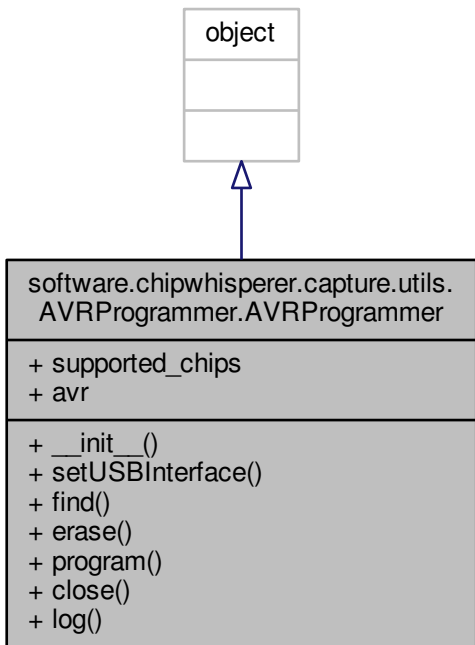 object
software.chipwhisperer.capture.utils.
AVRProgrammer.AVRProgrammer
+ supported_chips
+ avr
+ __init__()
+ setUSBInterface()
+ find()
+ erase()
+ program()
+ close()
+ log()